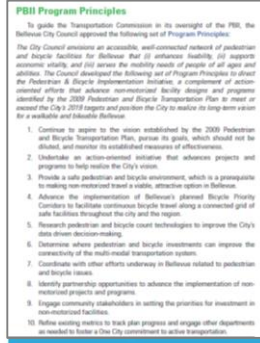 PBII Program Principles
To guide the Transportation Commission in its oversight of the PBII, the
Bellevue City Council approved the following set of Program Principles:
The City Council envisions an accessible, well-connected network of pedestrian
and bicycle facilities for Bellevue that (i) enhances livability, (ii) supports
economic vitality, and (iii) serves the mobility needs of people of all ages and
abilities. The Council developed the following set of Program Principles to direct
the Pedestrian & Bicycle Implementation Initiative, a complement of action-
oriented efforts that advance non-motorized facility designs and programs
identified by the 2009 Pedestrian and Bicycle Transportation Plan to meet or
exceed the City's 2019 targets and position the City to realize its long-term vision
for a walkable and bikeable Bellevue.
1. Continue to aspire to the vision established by the 2009 Pedestrian
and Bicycle Transportation Plan, pursue its goals, which should not be
diluted, and monitor its established measures of effectiveness.
2. Undertake an action-oriented initiative that advances projects and
programs to help realize the City's vision.
3. Provide a safe pedestrian and bicycle environment, which is a prerequisite
to making non-motorized travel a viable, attractive option in Bellevue.
4. Advance the implementation of Bellevue's planned Bicycle Priority
Corridors to facilitate continuous bicycle travel along a connected grid of
safe facilities throughout the city and the region.
5. Research pedestrian and bicycle count technologies to improve the City's
data driven decision-making.
6. Determine where pedestrian and bicycle investments can improve the
connectivity of the multi-modal transportation system.
7. Coordinate with other efforts underway in Bellevue related to pedestrian
and bicycle issues.
8. Identify partnership opportunities to advance the implementation of non-
motorized projects and programs.
9. Engage community stakeholders in setting the priorities for investment in
non-motorized facilities.
10. Refine existing metrics to track plan progress and engage other departments
as needed to foster a One City commitment to active transportation.